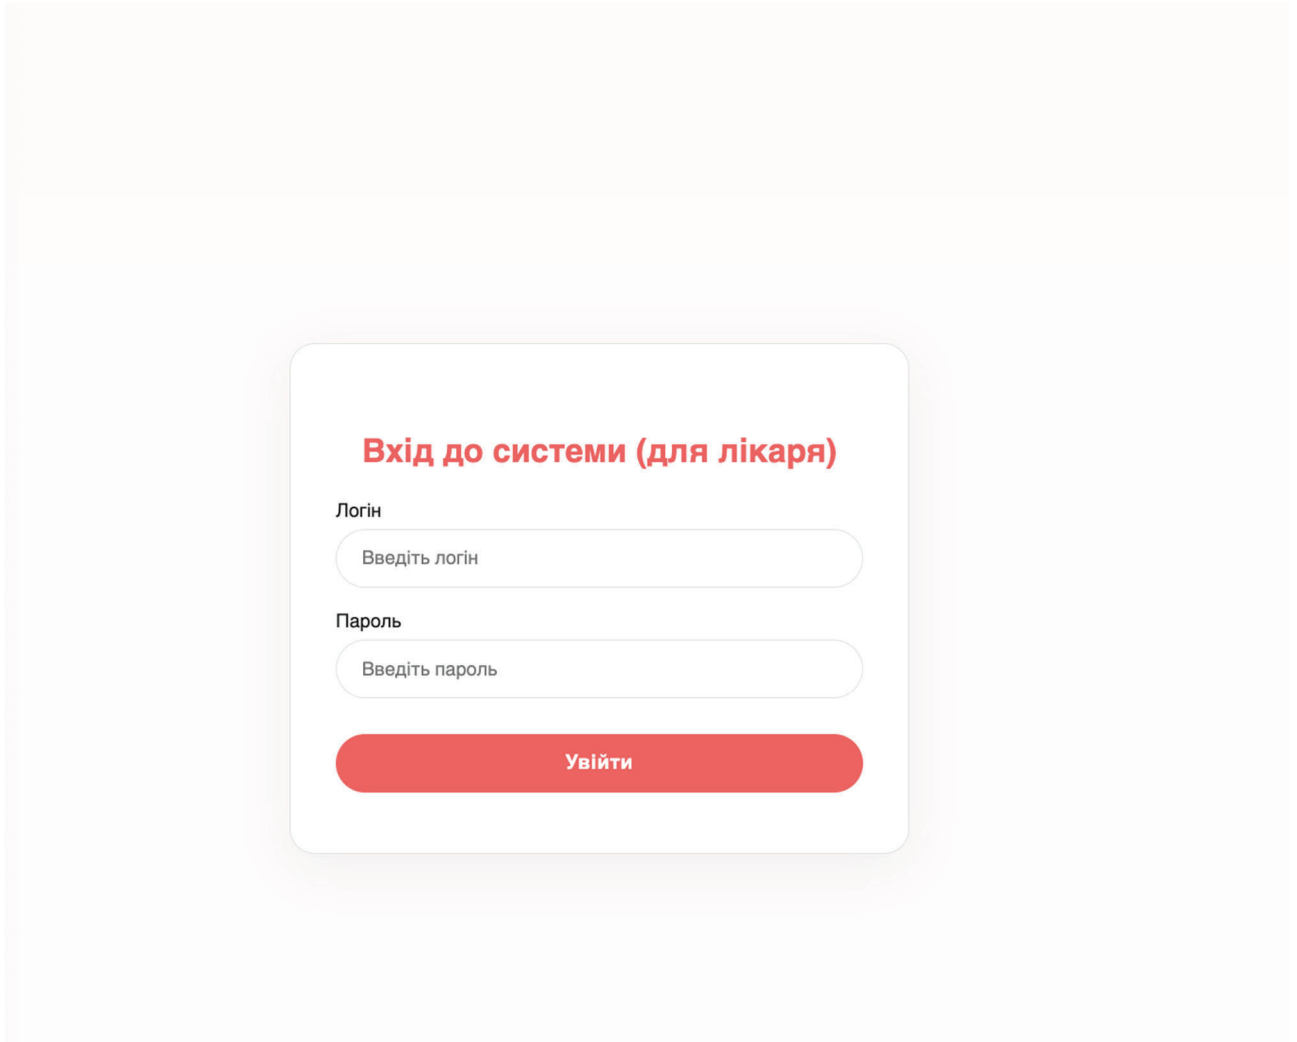 Вхід до системи (для лікаря)
Логін
Введіть логін
Пароль
Введіть пароль
Увійти